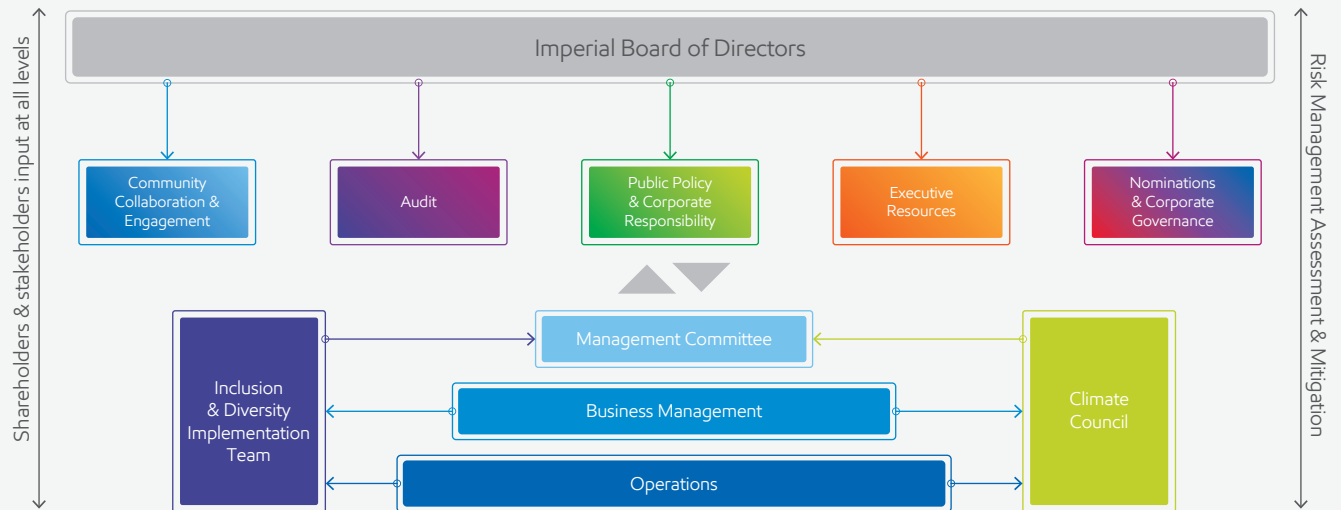 Shareholders & stakeholders input at all levels
Imperial Board of Directors
Risk Management Assessment & Mitigation
Community
Collaboration &
Engagement
Audit
Public Policy
& Corporate
Responsibility
Executive
Resources
Nominations
& Corporate
Governance
Inclusion
& Diversity
Implementation
Team
Management Committee
Business Management
Operations
Climate
Council